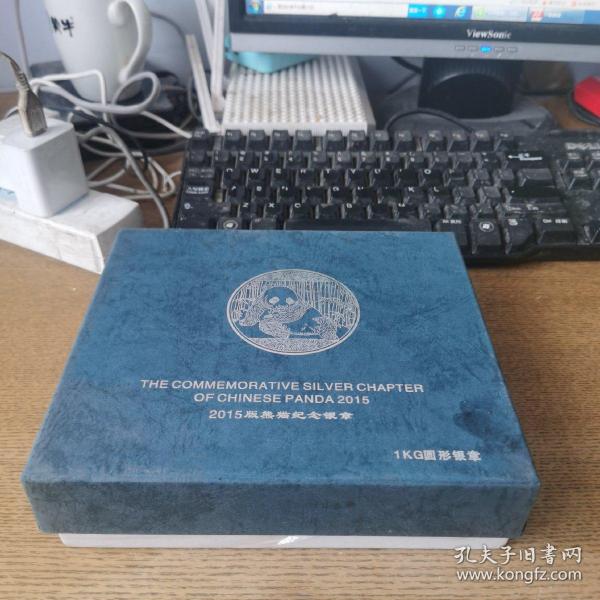 ViewSonic
THE COMMEMORATIVE SILVER CHAPTER
OF CHINESE PANDA 2015
2015版熊猫纪念银章
1KG圆形银章
孔夫子旧书网
www.kongfz.com